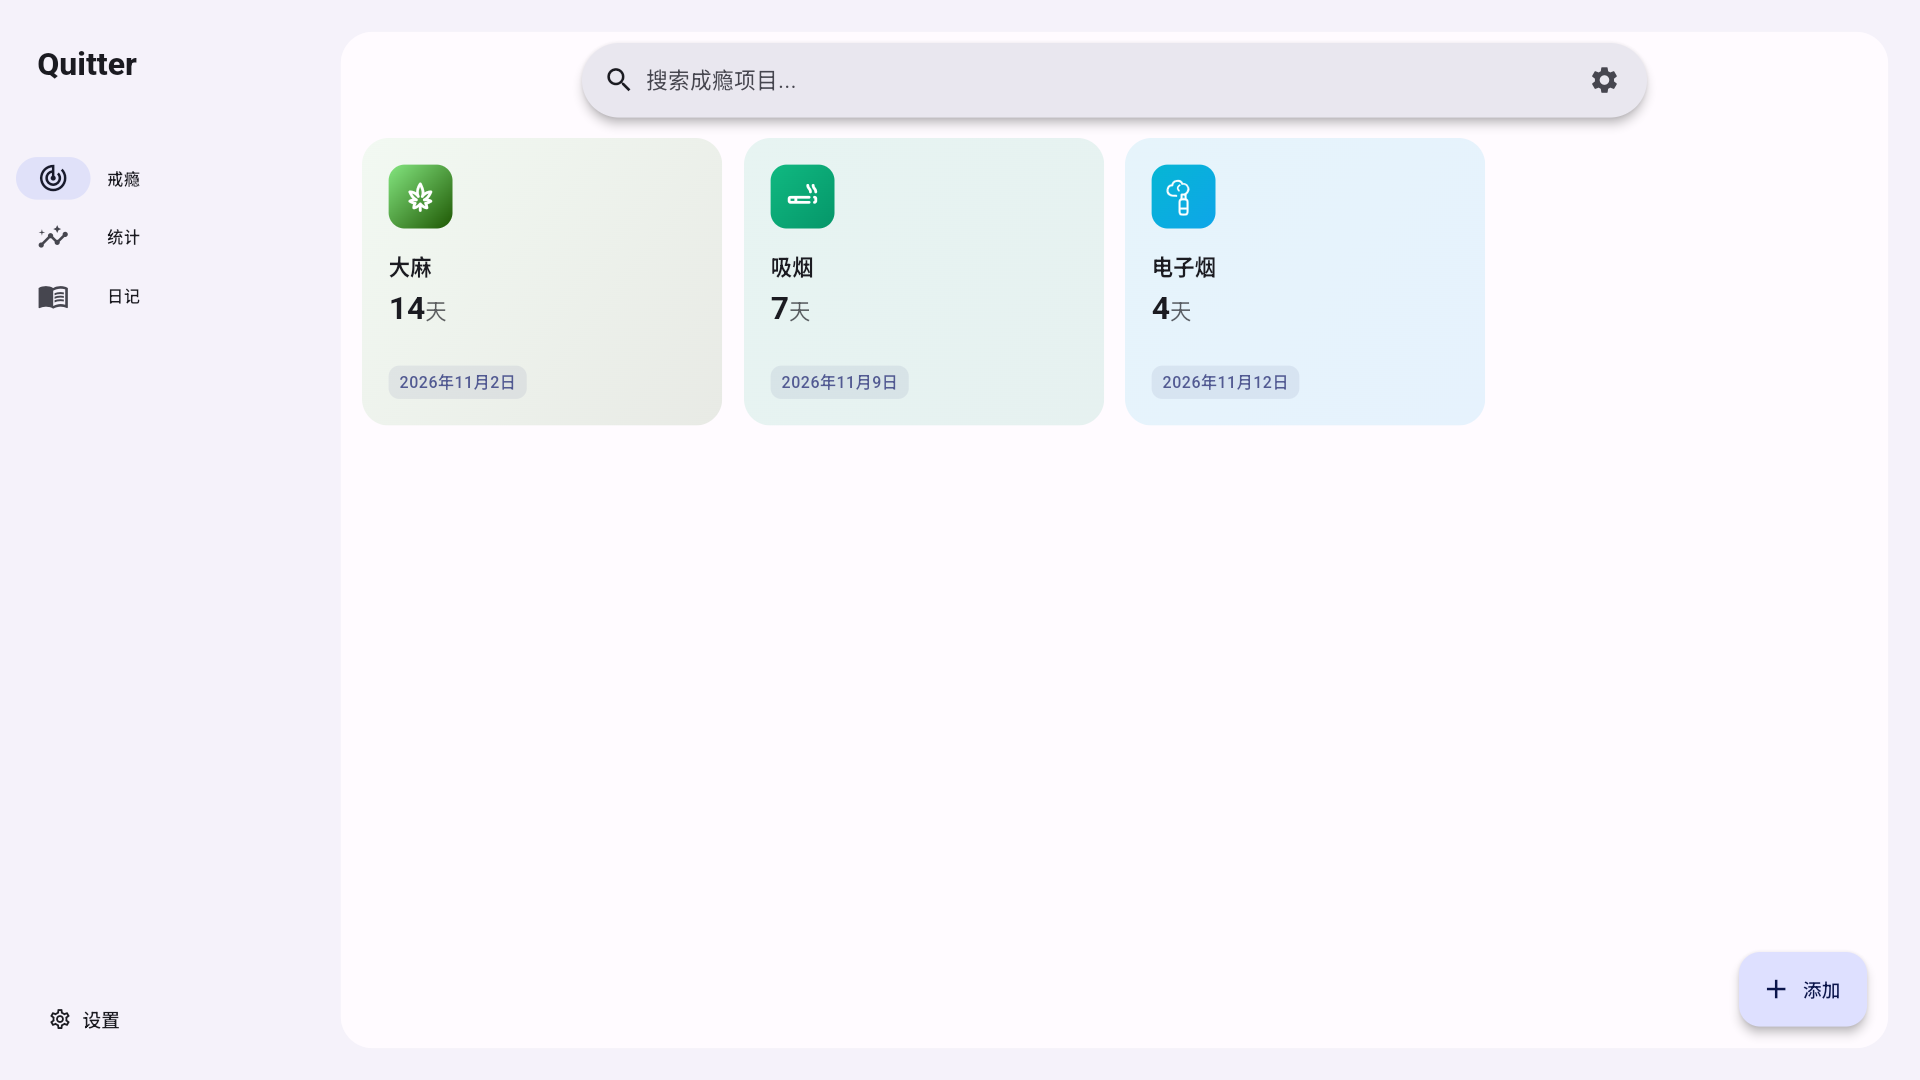 Quitter
戒瘾
统计
日记
设置
搜索成瘾项目...
大麻
14天
2026年11月2日
吸烟
7天
2026年11月9日
电子烟
4天
2026年11月12日
添加